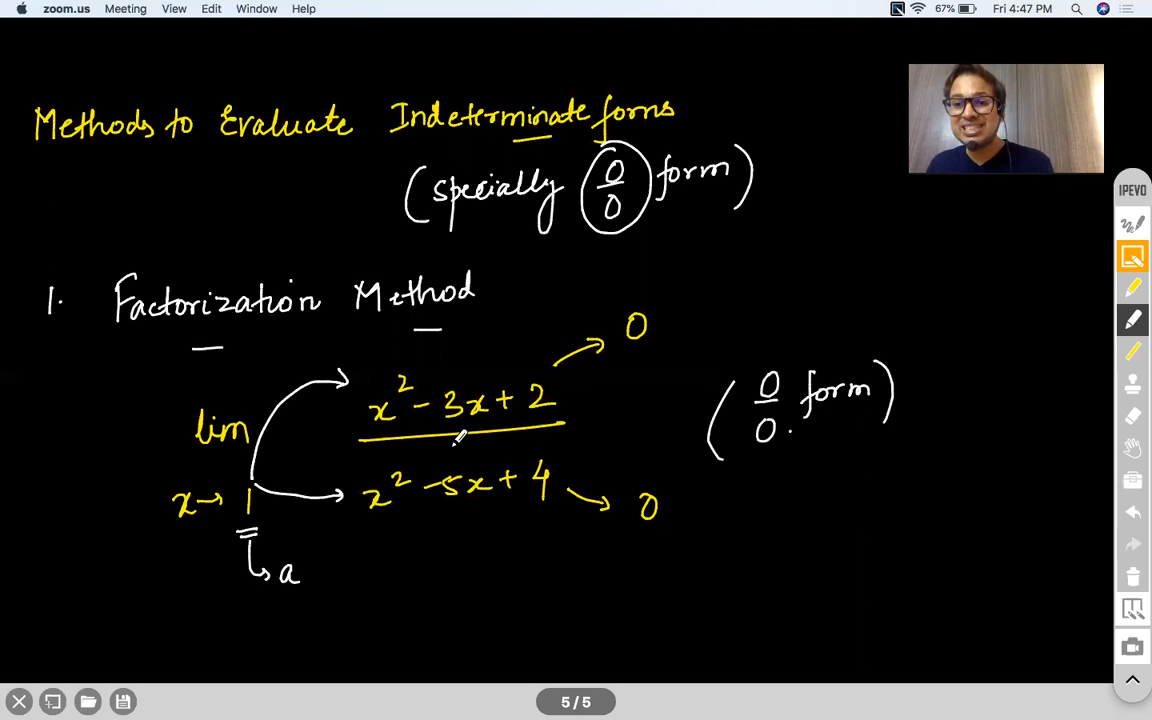 zoom.us Meeting View Edit Window Help 67% Fri 4:47 PM
Methods to Evaluate Indeterminate forms
(specially 0/0 form)
IPEVO
1. Factorization Method
0
lim x→1 (x² - 3x + 2)/(x² - 5x + 4)
(0/0. form)
0
a
5 / 5